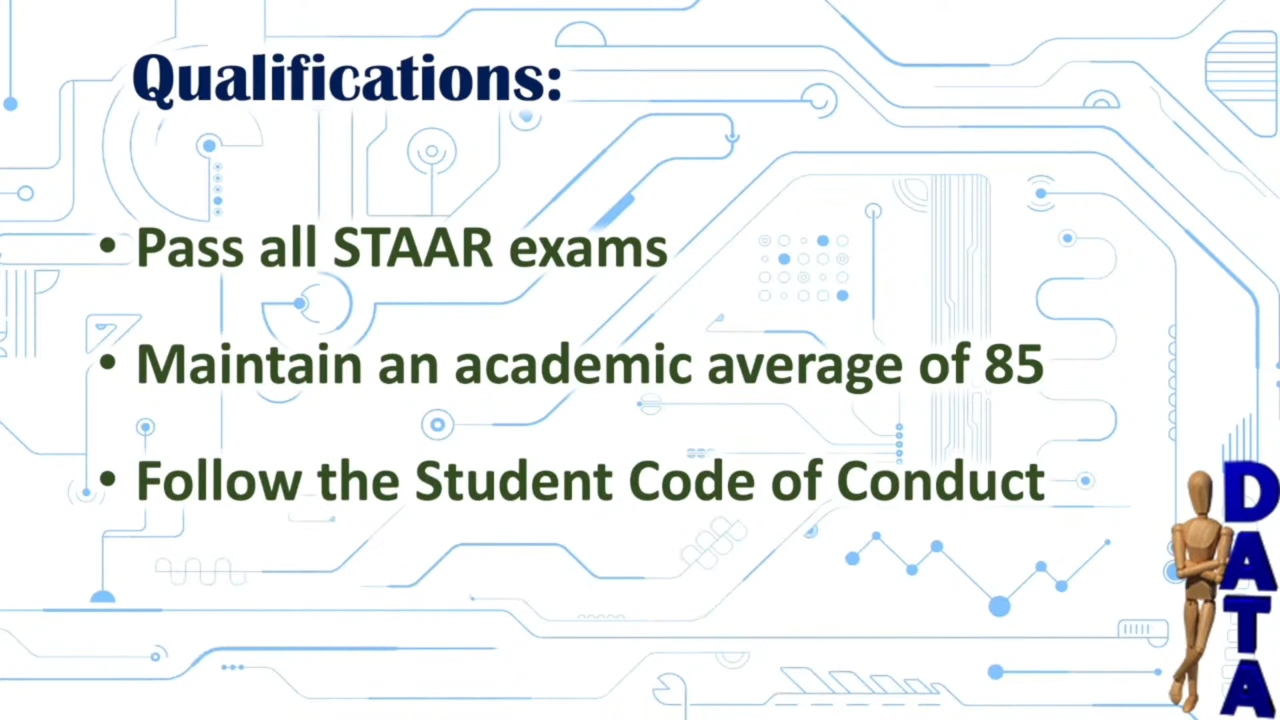 Qualifications:
• Pass all STAAR exams
• Maintain an academic average of 85
• Follow the Student Code of Conduct
DATA